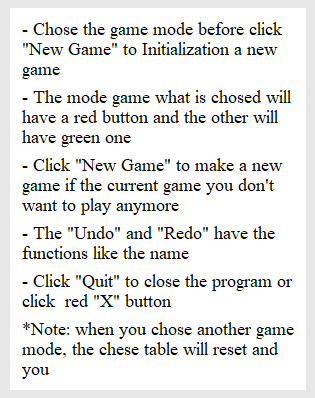 - Chose the game mode before click
"New Game" to Initialization a new
game
- The mode game what is chosed will
have a red button and the other will
have green one
- Click "New Game" to make a new
game if the current game you don't
want to play anymore
- The "Undo" and "Redo" have the
functions like the name
- Click "Quit" to close the program or
click  red "X" button
*Note: when you chose another game
mode, the chese table will reset and
you